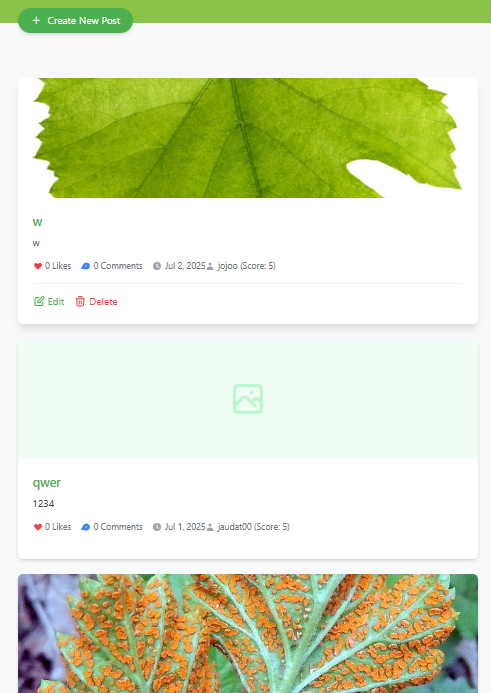 + Create New Post
w
w
0 Likes 0 Comments Jul 2, 2025 jojoo (Score: 5)
Edit Delete
qwer
1234
0 Likes 0 Comments Jul 1, 2025 jaudat00 (Score: 5)